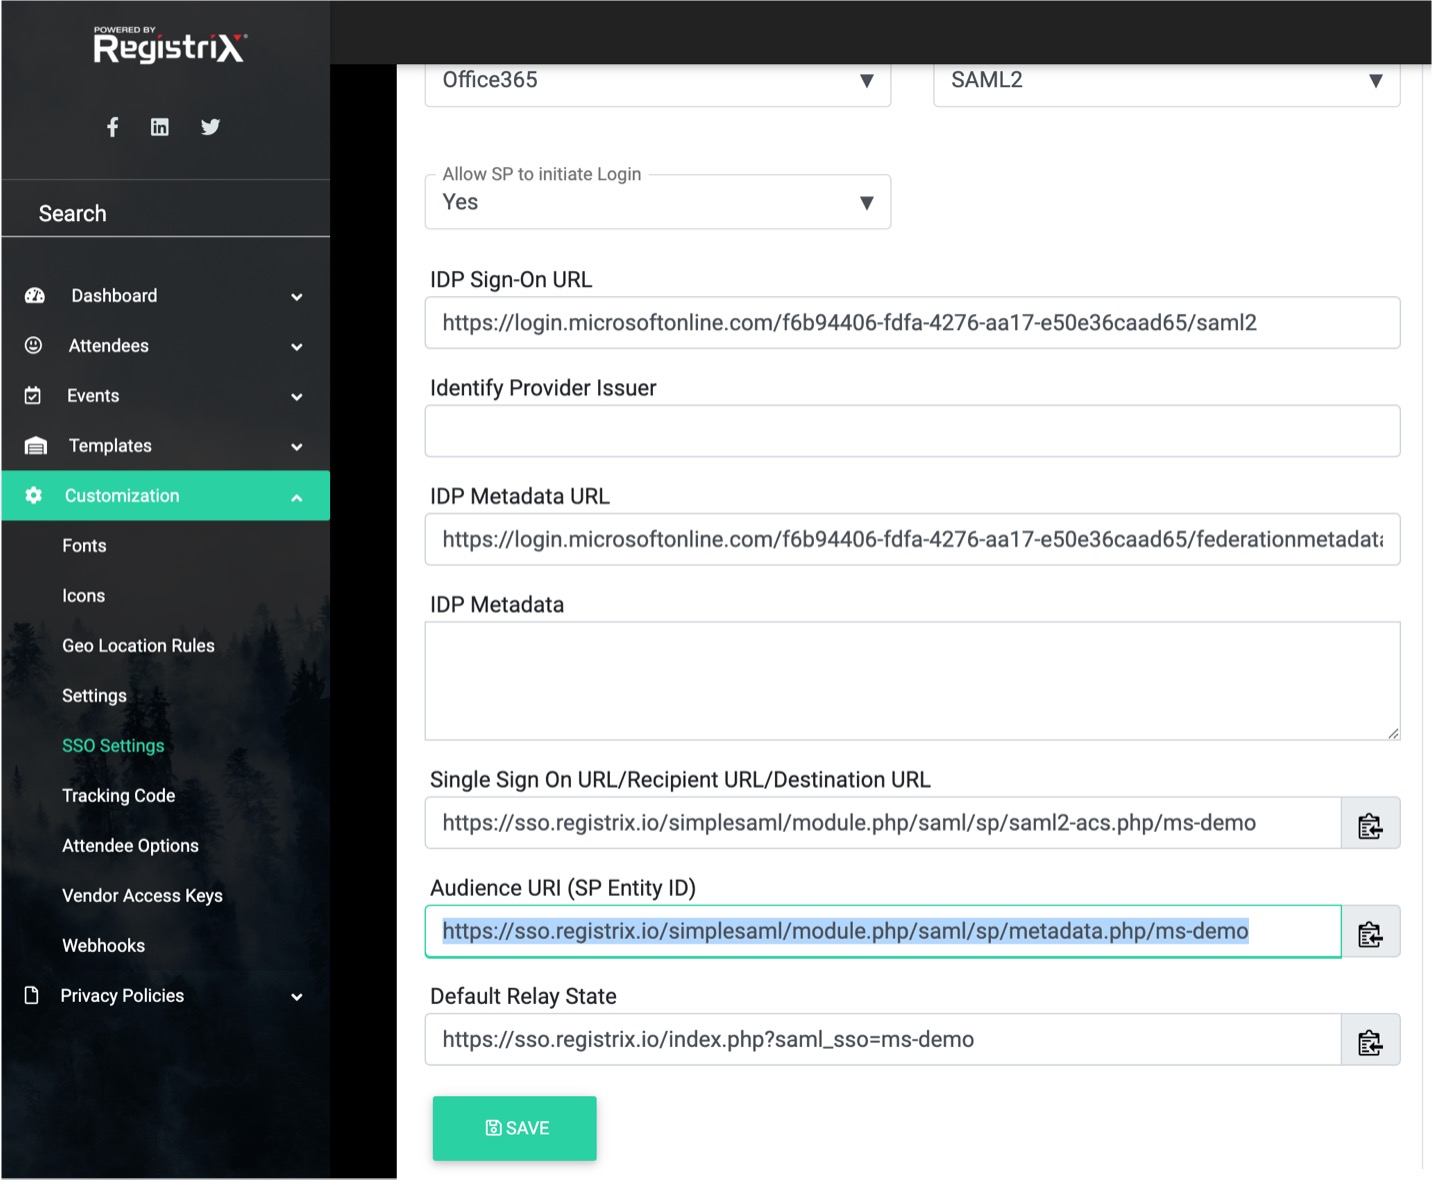 POWERED BY
RegistriX
Search
Dashboard
Attendees
Events
Templates
Customization
Fonts
Icons
Geo Location Rules
Settings
SSO Settings
Tracking Code
Attendee Options
Vendor Access Keys
Webhooks
Privacy Policies
Office365
SAML2
Allow SP to initiate Login
Yes
IDP Sign-On URL
https://login.microsoftonline.com/f6b94406-fdfa-4276-aa17-e50e36caad65/saml2
Identify Provider Issuer
IDP Metadata URL
https://login.microsoftonline.com/f6b94406-fdfa-4276-aa17-e50e36caad65/federationmetadata
IDP Metadata
Single Sign On URL/Recipient URL/Destination URL
https://sso.registrix.io/simplesaml/module.php/saml/sp/saml2-acs.php/ms-demo
Audience URI (SP Entity ID)
https://sso.registrix.io/simplesaml/module.php/saml/sp/metadata.php/ms-demo
Default Relay State
https://sso.registrix.io/index.php?saml_sso=ms-demo
SAVE